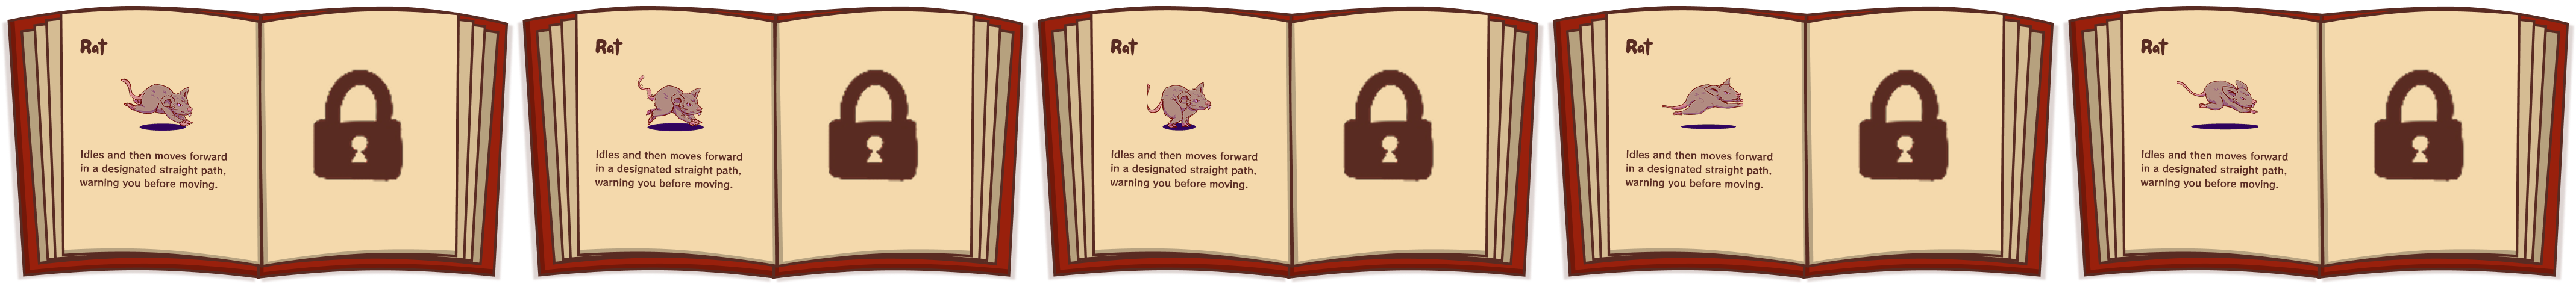 Rat
Idles and then moves forward
in a designated straight path,
warning you before moving.
Rat
Idles and then moves forward
in a designated straight path,
warning you before moving.
Rat
Idles and then moves forward
in a designated straight path,
warning you before moving.
Rat
Idles and then moves forward
in a designated straight path,
warning you before moving.
Rat
Idles and then moves forward
in a designated straight path,
warning you before moving.